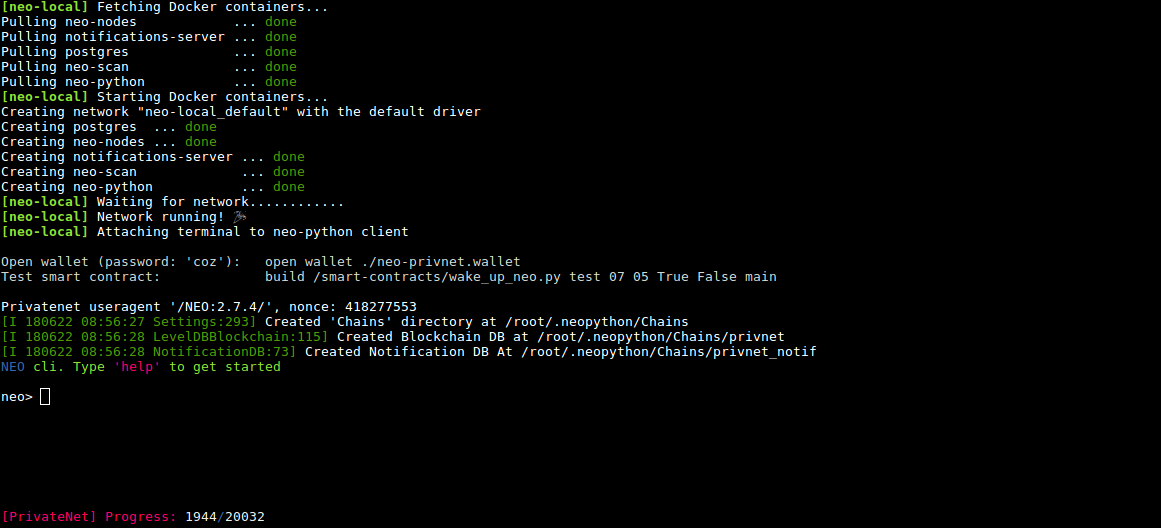 [neo-local] Fetching Docker containers...
Pulling neo-nodes            ... done
Pulling notifications-server ... done
Pulling postgres             ... done
Pulling neo-scan             ... done
Pulling neo-python           ... done
[neo-local] Starting Docker containers...
Creating network "neo-local_default" with the default driver
Creating postgres  ... done
Creating neo-nodes ... done
Creating notifications-server ... done
Creating neo-scan             ... done
Creating neo-python           ... done
[neo-local] Waiting for network............
[neo-local] Network running! 🎉
[neo-local] Attaching terminal to neo-python client
Open wallet (password: 'coz'):   open wallet ./neo-privnet.wallet
Test smart contract:             build /smart-contracts/wake_up_neo.py test 07 05 True False main
Privatenet useragent '/NEO:2.7.4/', nonce: 418277553
[I 180622 08:56:27 Settings:293] Created 'Chains' directory at /root/.neopython/Chains
[I 180622 08:56:28 LevelDBBlockchain:115] Created Blockchain DB at /root/.neopython/Chains/privnet
[I 180622 08:56:28 NotificationDB:73] Created Notification DB At /root/.neopython/Chains/privnet_notif
NEO cli. Type 'help' to get started
neo>
[PrivateNet] Progress: 1944/20032